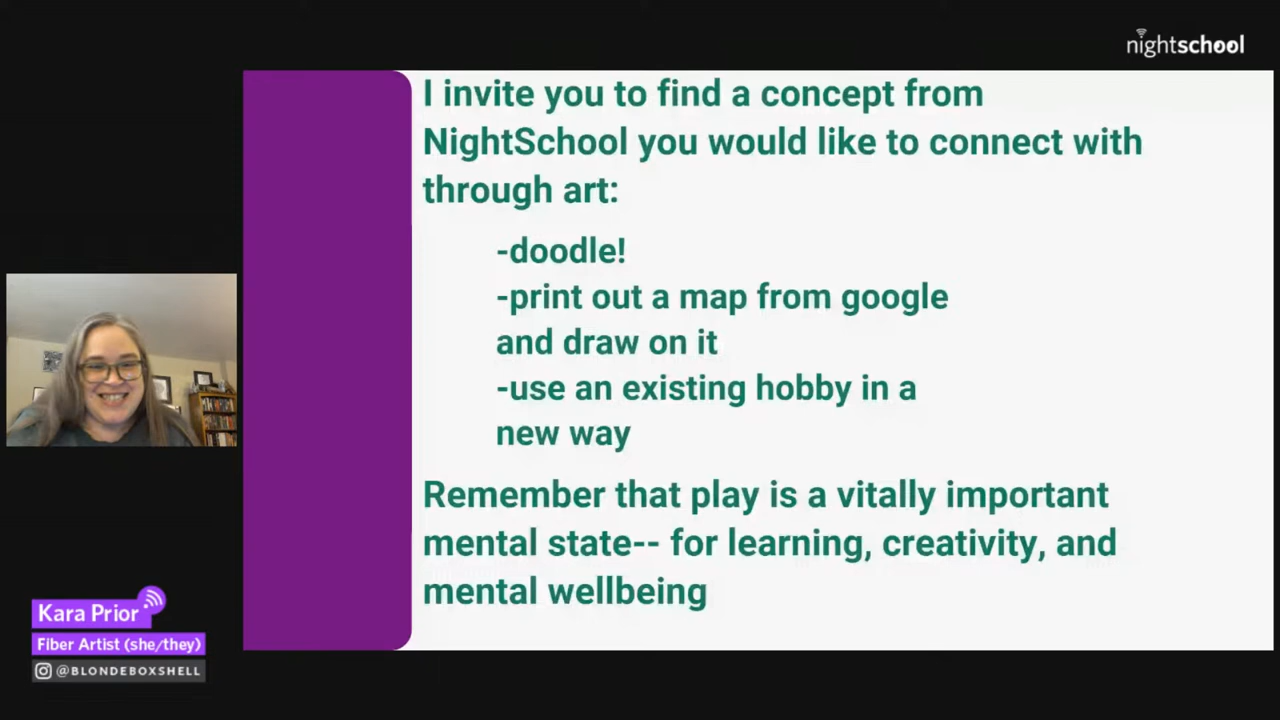 nightschool
I invite you to find a concept from
NightSchool you would like to connect with
through art:
-doodle!
-print out a map from google
and draw on it
-use an existing hobby in a
new way
Remember that play is a vitally important
mental state-- for learning, creativity, and
mental wellbeing
Kara Prior
Fiber Artist (she/they)
@BLONDEBOXSHELL